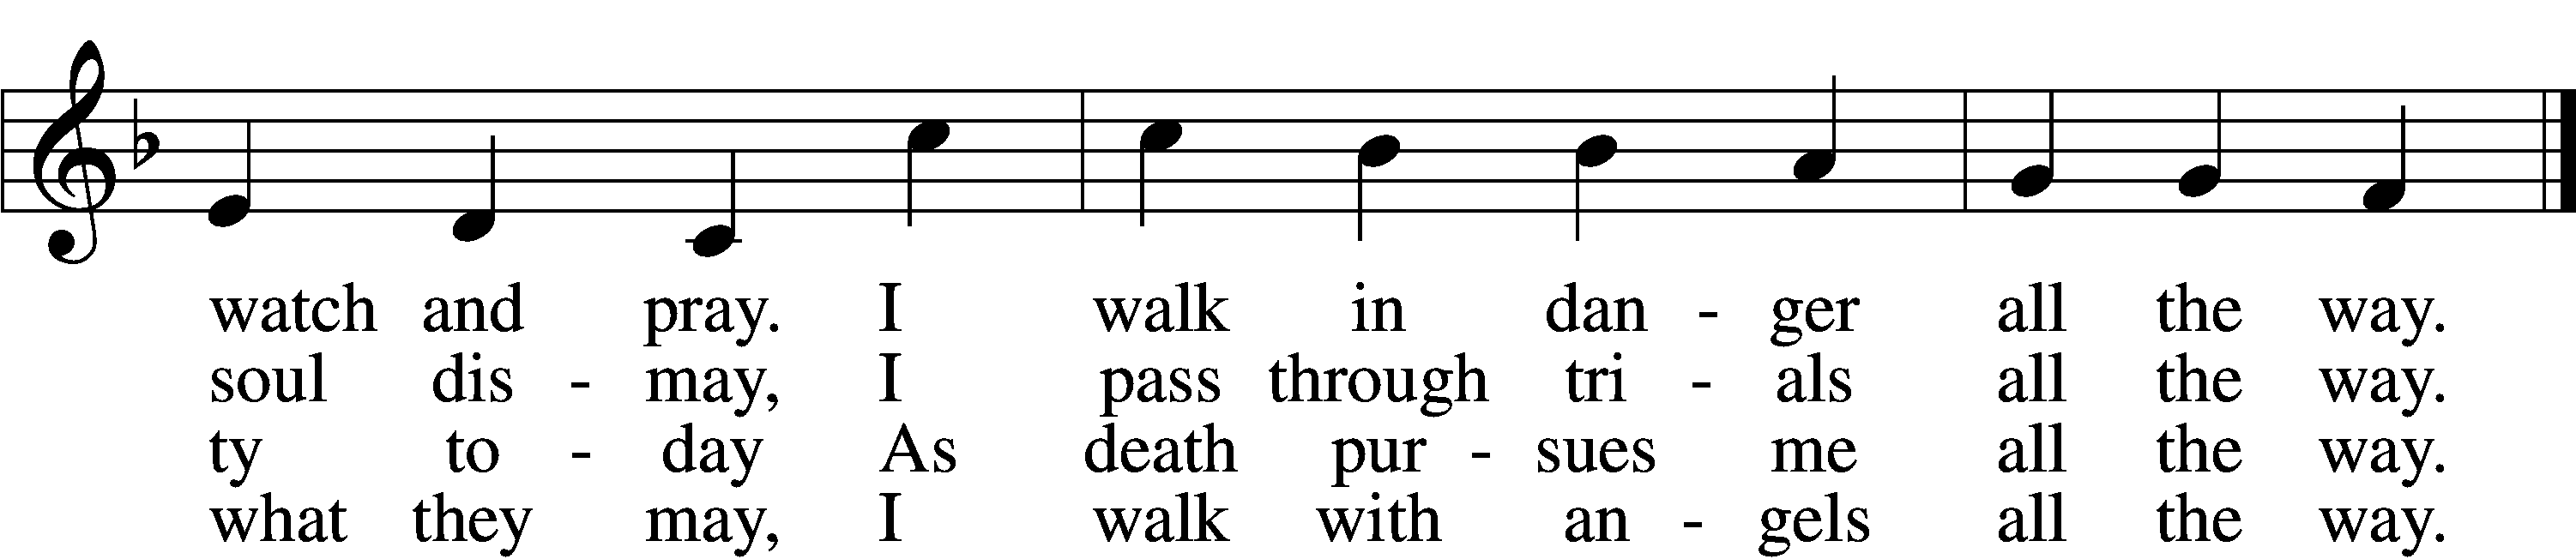 watch and pray. I walk in dan - ger all the way.
soul dis - may, I pass through tri - als all the way.
ty to - day As death pur - sues me all the way.
what they may, I walk with an - gels all the way.